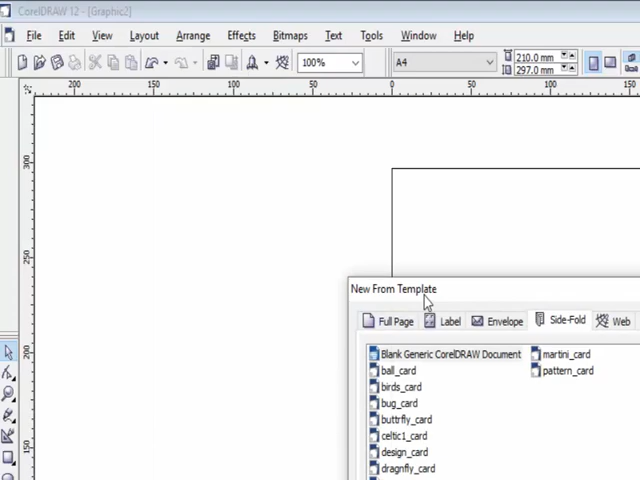 CorelDRAW 12 - [Graphic2]
File Edit View Layout Arrange Effects Bitmaps Text Tools Window Help
100% A4 210.0 mm
297.0 mm
200 150 100 50 0 50 100 150
300
250
200
150
New From Template
Full Page Label Envelope Side-Fold Web
Blank Generic CorelDRAW Document martini_card
ball_card pattern_card
birds_card
bug_card
buttrfly_card
celtic1_card
design_card
dragnfly_card